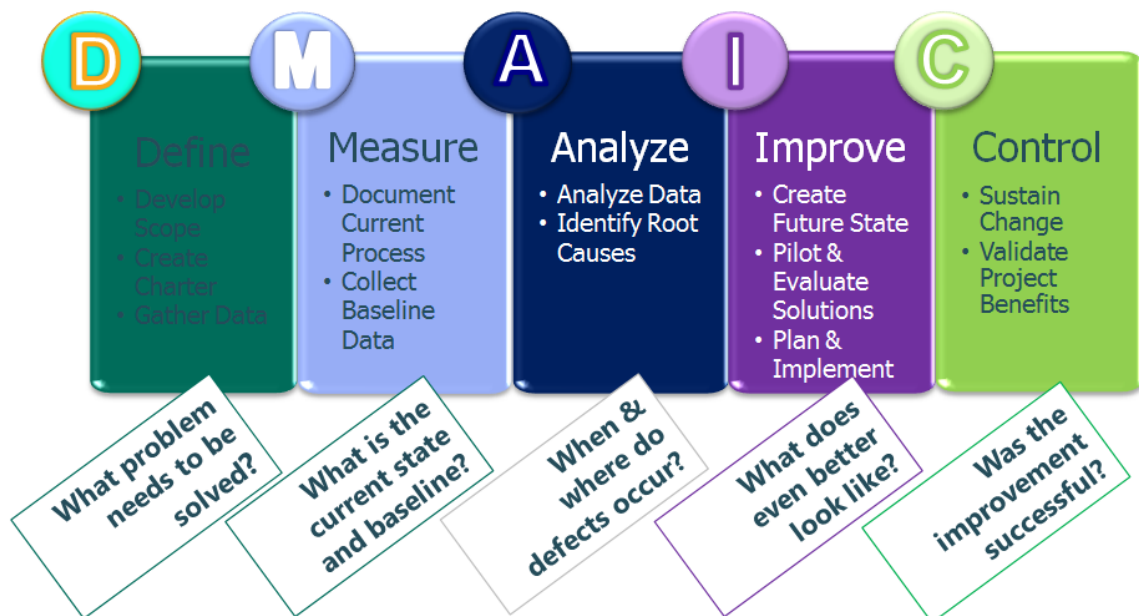 D
M
A
I
C
Define
• Develop
Scope
• Create
Charter
• Gather Data
Measure
• Document
Current
Process
• Collect
Baseline
Data
Analyze
• Analyze Data
• Identify Root
Causes
Improve
• Create
Future State
• Pilot &
Evaluate
Solutions
• Plan &
Implement
Control
• Sustain
Change
• Validate
Project
Benefits
What problem
needs to be
solved?
What is the
current state
and baseline?
When &
where do
defects occur?
What does
even better
look like?
Was the
improvement
successful?